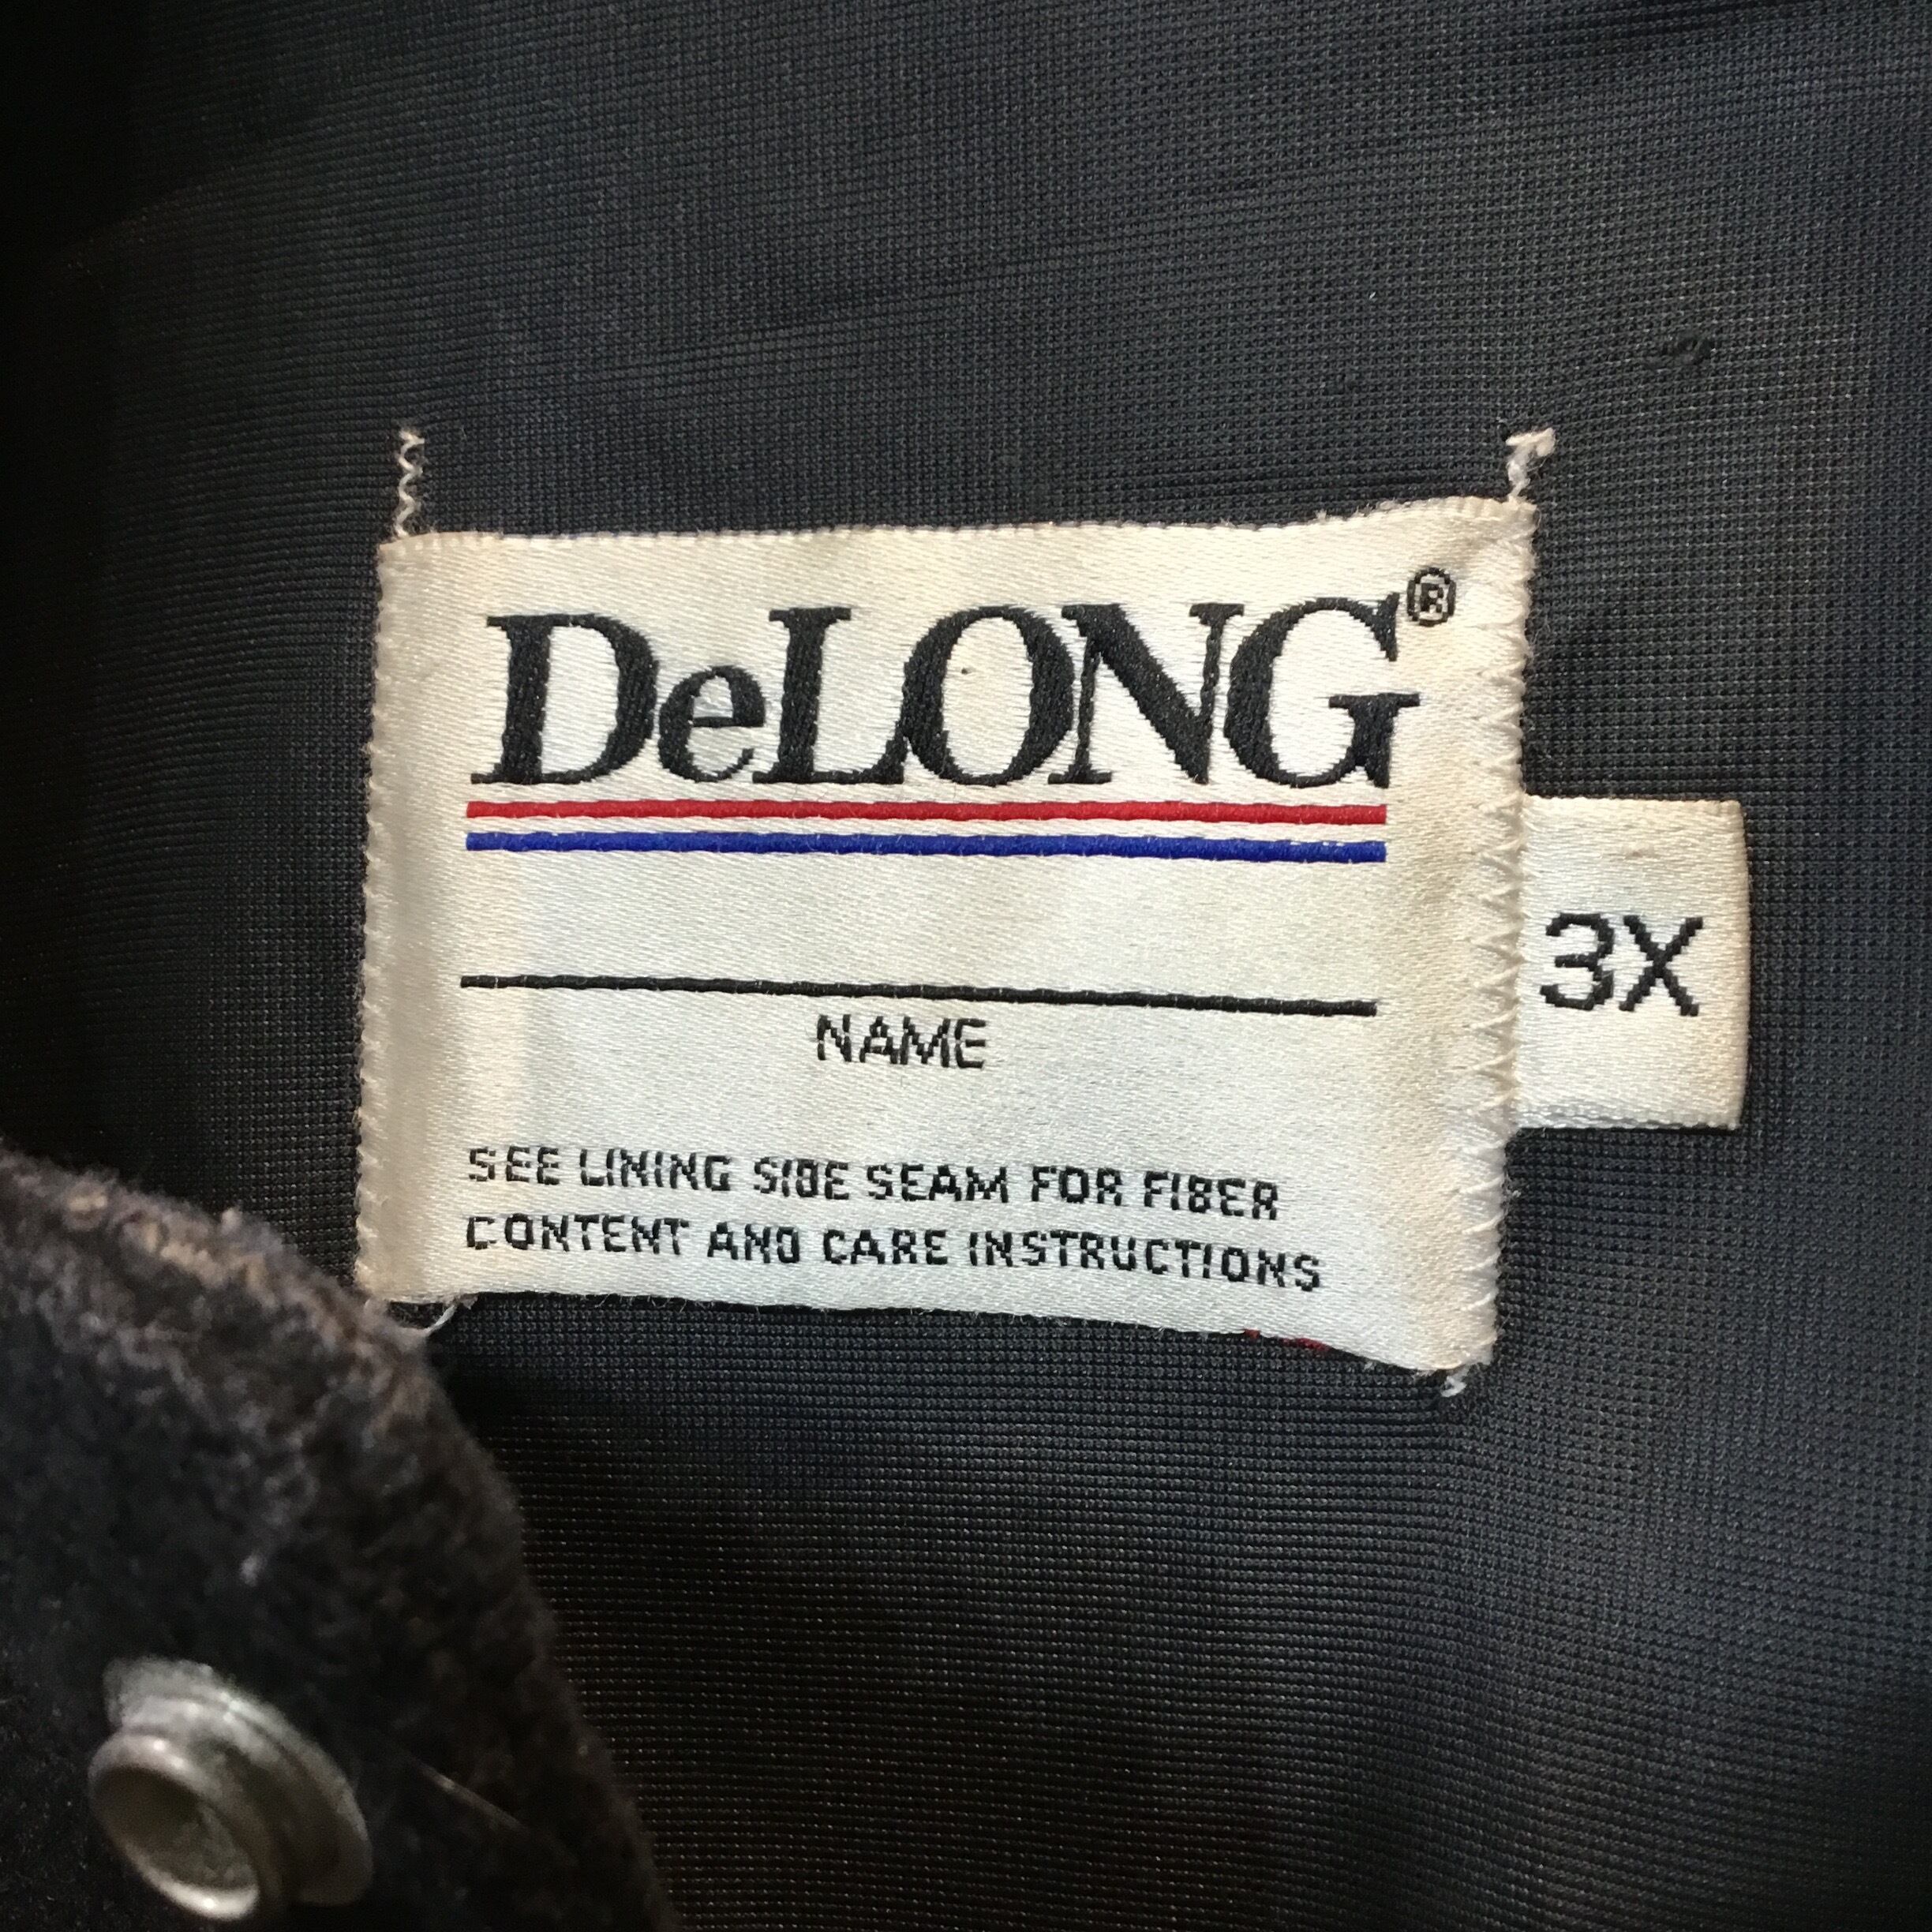 DeLONG®
3X
NAME
SEE LINING SIDE SEAM FOR FIBER
CONTENT AND CARE INSTRUCTIONS